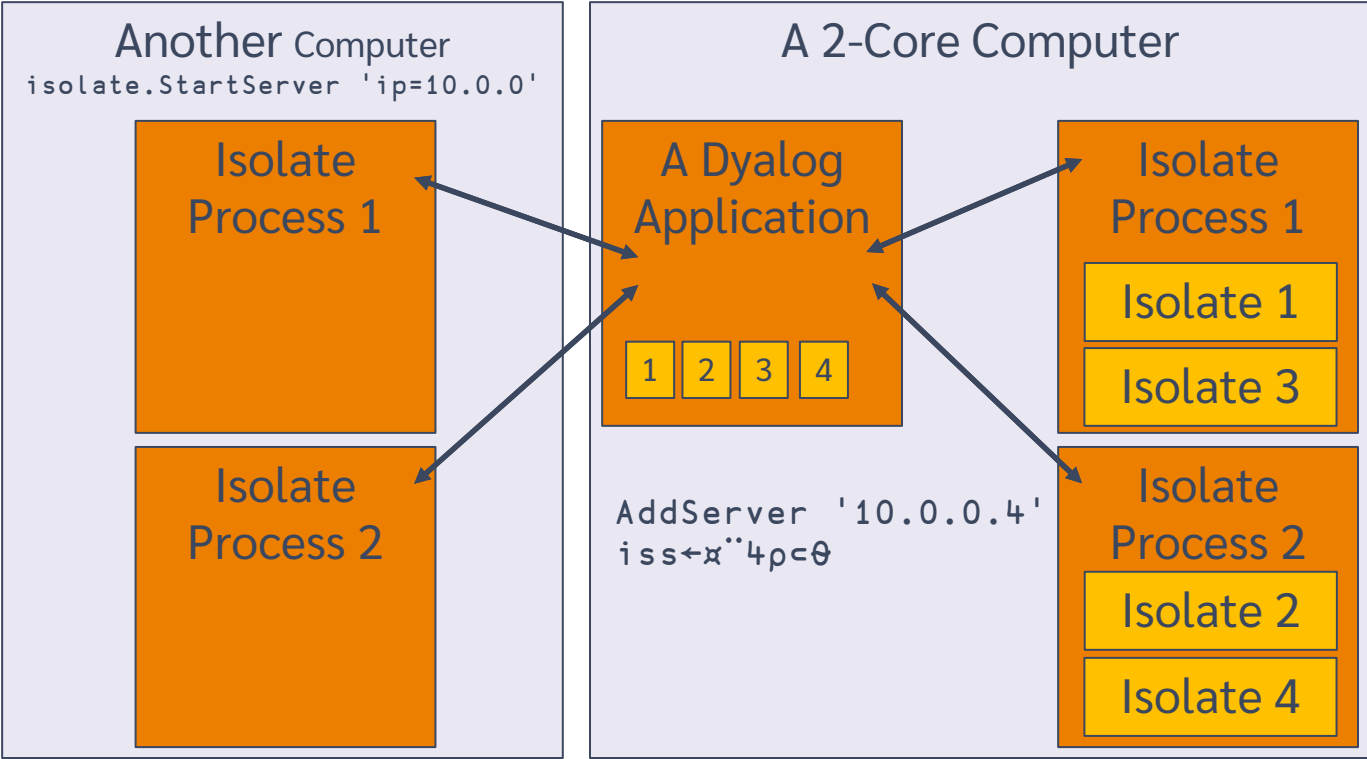 Another Computer
isolate.StartServer 'ip=10.0.0'
Isolate
Process 1
Isolate
Process 2
A 2-Core Computer
A Dyalog
Application
1 2 3 4
AddServer '10.0.0.4'
iss←¤¨4⍴⊂⍬
Isolate
Process 1
Isolate 1
Isolate 3
Isolate
Process 2
Isolate 2
Isolate 4